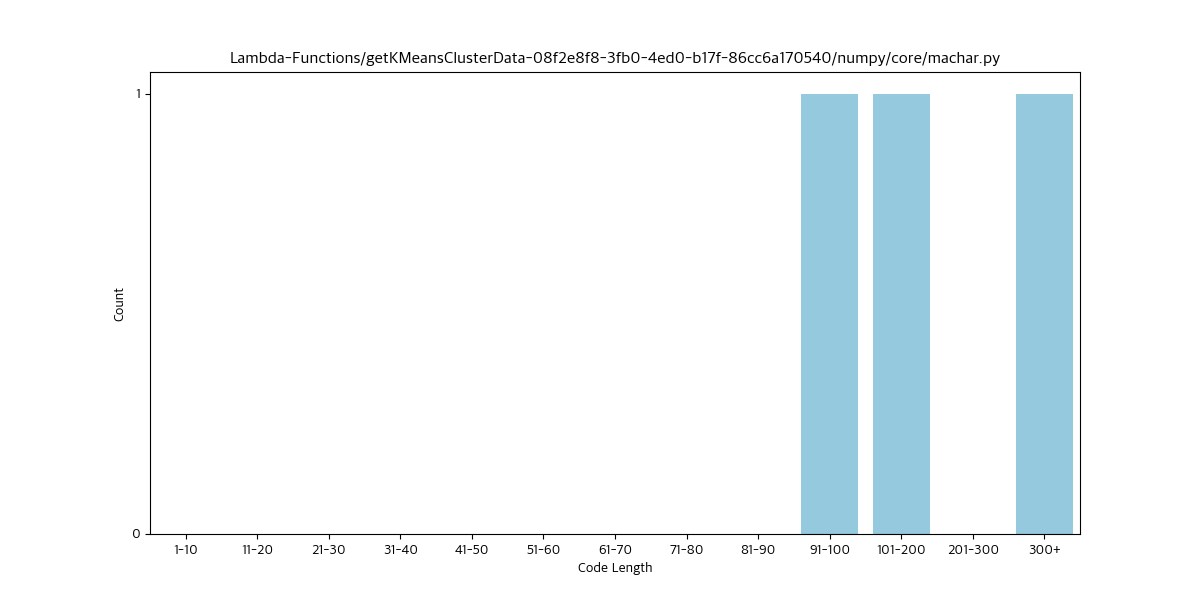 Lambda-Functions/getKMeansClusterData-08f2e8f8-3fb0-4ed0-b17f-86cc6a170540/numpy/core/machar.py
1
Count
0
1-10 11-20 21-30 31-40 41-50 51-60 61-70 71-80 81-90 91-100 101-200 201-300 300+
Code Length